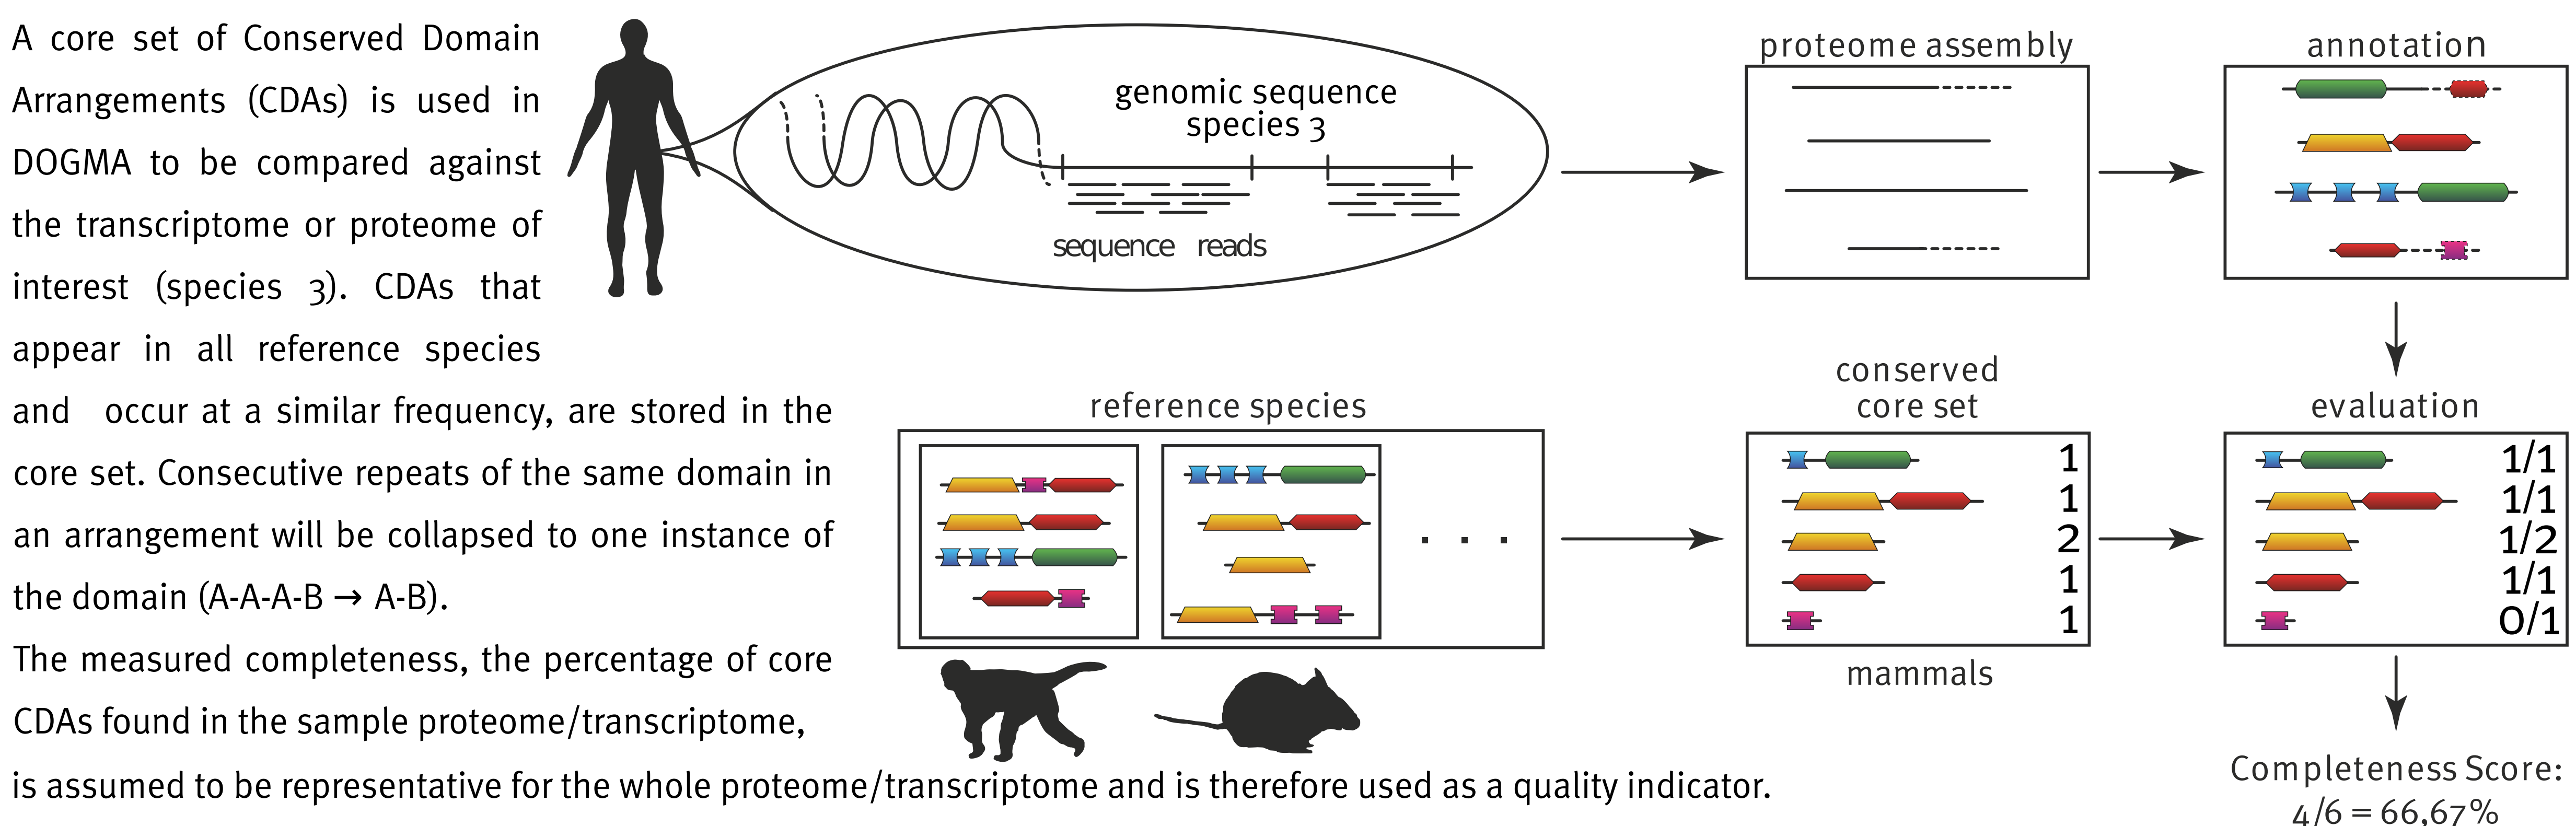 A core set of Conserved Domain
Arrangements (CDAs) is used in
DOGMA to be compared against
the transcriptome or proteome of
interest (species 3). CDAs that
appear in all reference species
and occur at a similar frequency, are stored in the
core set. Consecutive repeats of the same domain in
an arrangement will be collapsed to one instance of
the domain (A-A-A-B → A-B).
The measured completeness, the percentage of core
CDAs found in the sample proteome/transcriptome,
is assumed to be representative for the whole proteome/transcriptome and is therefore used as a quality indicator.
genomic sequence
species 3
sequence reads
proteome assembly
annotation
reference species
. . .
conserved
core set
1
1
2
1
1
mammals
evaluation
1/1
1/1
1/2
1/1
0/1
Completeness Score:
4/6 = 66,67%